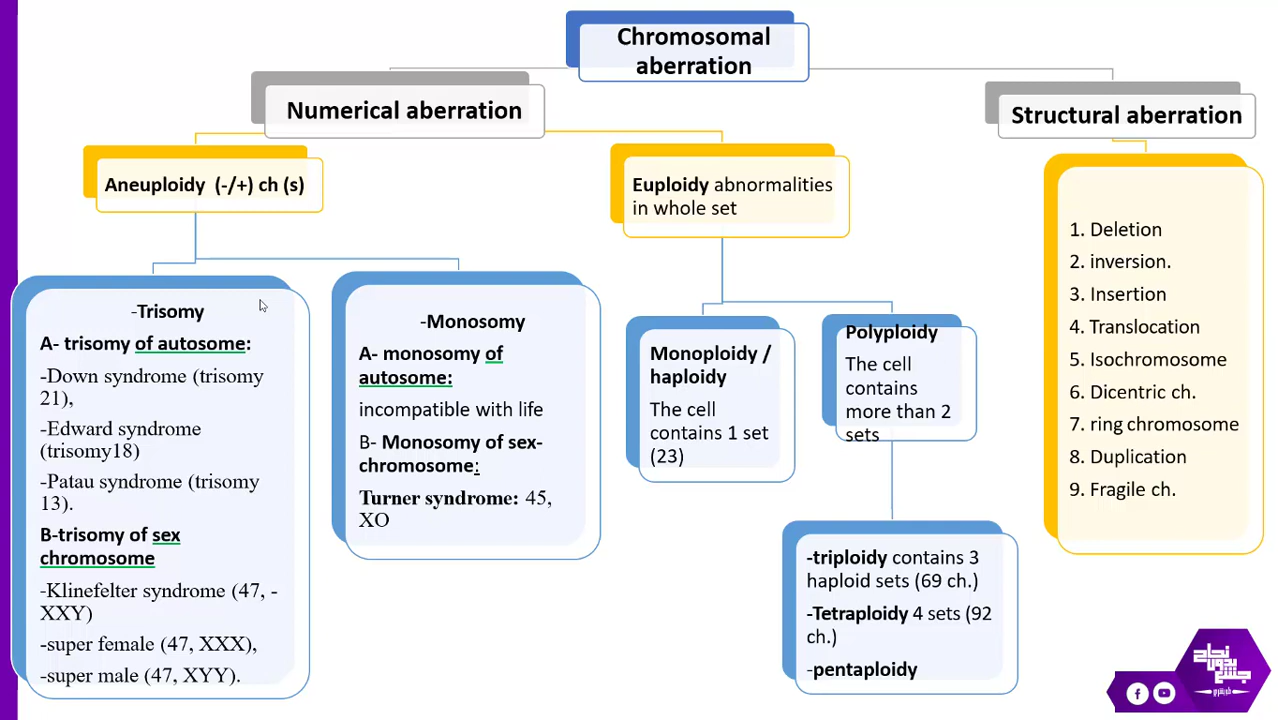 Chromosomal
aberration
Numerical aberration
Structural aberration
Aneuploidy (-/+) ch (s)
Euploidy abnormalities
in whole set
-Trisomy
A- trisomy of autosome:
-Down syndrome (trisomy
21),
-Edward syndrome
(trisomy18)
-Patau syndrome (trisomy
13).
B-trisomy of sex
chromosome
-Klinefelter syndrome (47, -
XXY)
-super female (47, XXX),
-super male (47, XYY).
-Monosomy
A- monosomy of
autosome:
incompatible with life
B- Monosomy of sex-
chromosome:
Turner syndrome: 45,
XO
Monoploidy /
haploidy
The cell
contains 1 set
(23)
Polyploidy
The cell
contains
more than 2
sets
-triploidy contains 3
haploid sets (69 ch.)
-Tetraploidy 4 sets (92
ch.)
-pentaploidy
1. Deletion
2. inversion.
3. Insertion
4. Translocation
5. Isochromosome
6. Dicentric ch.
7. ring chromosome
8. Duplication
9. Fragile ch.
نجاح
بدون